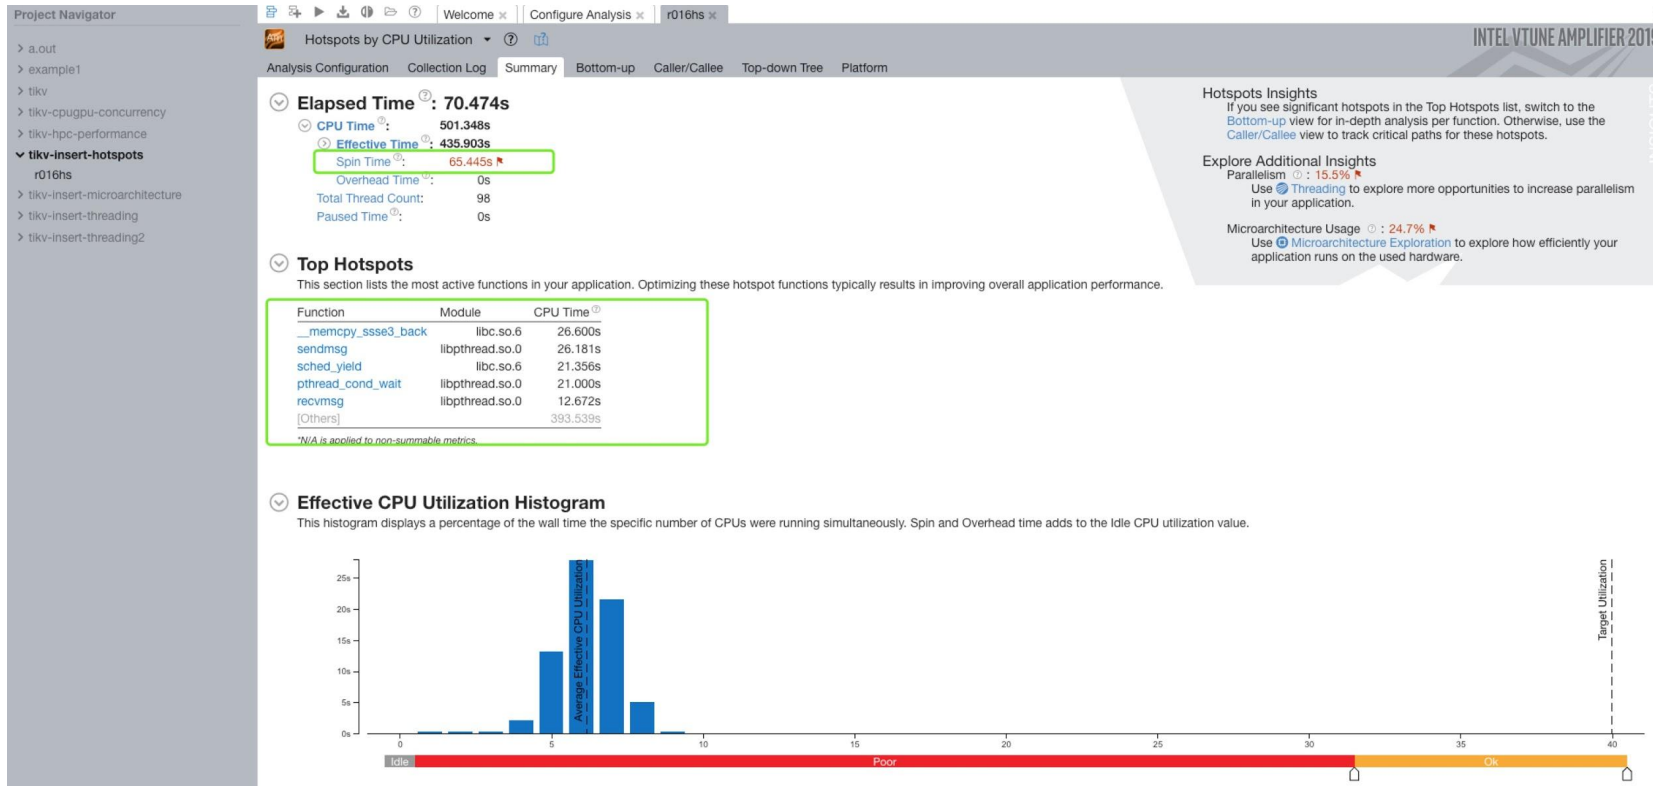 Project Navigator
Welcome ×
Configure Analysis ×
r016hs ×
> a.out
> example1
> tikv
> tikv-cpugpu-concurrency
> tikv-hpc-performance
tikv-insert-hotspots
r016hs
> tikv-insert-microarchitecture
> tikv-insert-threading
> tikv-insert-threading2
Hotspots by CPU Utilization
INTEL VTUNE AMPLIFIER 2019
Analysis Configuration Collection Log Summary Bottom-up Caller/Callee Top-down Tree Platform
Elapsed Time ?: 70.474s
CPU Time ?: 501.348s
Effective Time ?: 435.903s
Spin Time ?: 65.445s
Overhead Time ?: 0s
Total Thread Count: 98
Paused Time ?: 0s
Hotspots Insights
If you see significant hotspots in the Top Hotspots list, switch to the
Bottom-up view for in-depth analysis per function. Otherwise, use the
Caller/Callee view to track critical paths for these hotspots.
Explore Additional Insights
Parallelism ? : 15.5%
Use Threading to explore more opportunities to increase parallelism
in your application.
Microarchitecture Usage ? : 24.7%
Use Microarchitecture Exploration to explore how efficiently your
application runs on the used hardware.
Top Hotspots
This section lists the most active functions in your application. Optimizing these hotspot functions typically results in improving overall application performance.
Function Module CPU Time ?
__memcpy_ssse3_back libc.so.6 26.600s
sendmsg libpthread.so.0 26.181s
sched_yield libc.so.6 21.356s
pthread_cond_wait libpthread.so.0 21.000s
recvmsg libpthread.so.0 12.672s
[Others] 393.539s
*N/A is applied to non-summable metrics.
Effective CPU Utilization Histogram
This histogram displays a percentage of the wall time the specific number of CPUs were running simultaneously. Spin and Overhead time adds to the Idle CPU utilization value.
25s
20s
15s
10s
5s
0s
Average Effective CPU Utilization
Target Utilization
0 5 10 15 20 25 30 35 40
Idle Poor Ok